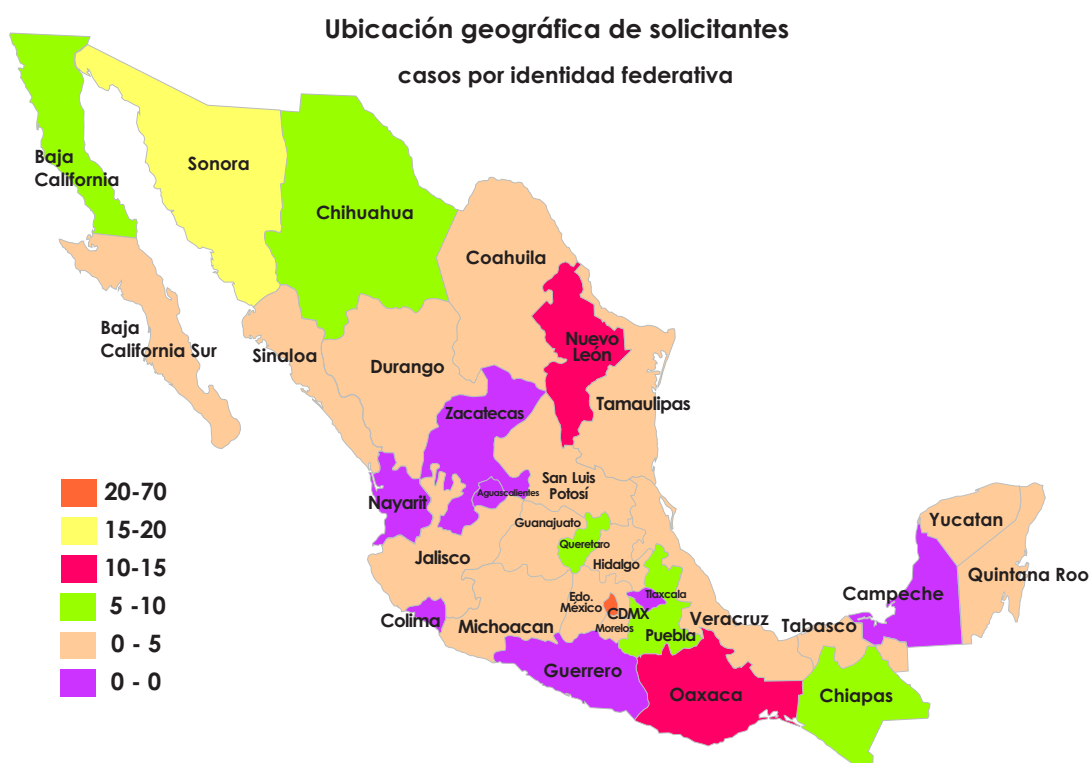 Ubicación geográfica de solicitantes
casos por identidad federativa
Baja
California
Sonora
Chihuahua
Coahuila
Baja
California Sur
Sinaloa
Durango
Nuevo
León
Tamaulipas
Zacatecas
San Luis
Potosí
Aguascalientes
Nayarit
Guanajuato
Queretaro
Hidalgo
Jalisco
Edo.
México
CDMX
Tlaxcala
Morelos
Puebla
Veracruz
Colima
Michoacan
Guerrero
Oaxaca
Tabasco
Campeche
Yucatan
Quintana Roo
Chiapas
20-70
15-20
10-15
5 -10
0 - 5
0 - 0